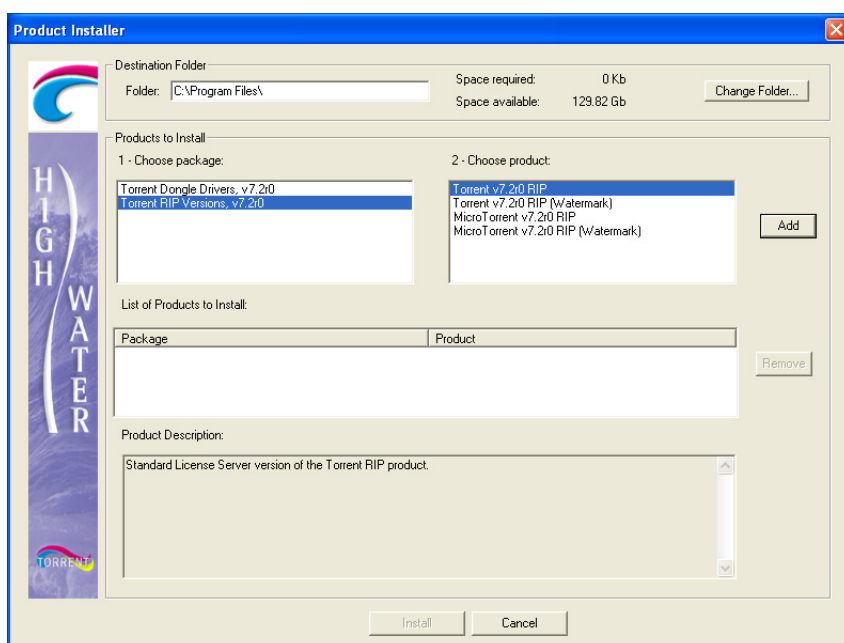 Product Installer
HIGH WATER
TORRENT
Destination Folder
Folder: C:\Program Files\
Space required: 0 Kb
Space available: 129.82 Gb
Change Folder...
Products to Install
1 - Choose package:
Torrent Dongle Drivers, v7.2r0
Torrent RIP Versions, v7.2r0
2 - Choose product:
Torrent v7.2r0 RIP
Torrent v7.2r0 RIP (Watermark)
MicroTorrent v7.2r0 RIP
MicroTorrent v7.2r0 RIP (Watermark)
Add
List of Products to Install:
Package Product
Remove
Product Description:
Standard License Server version of the Torrent RIP product.
Install Cancel